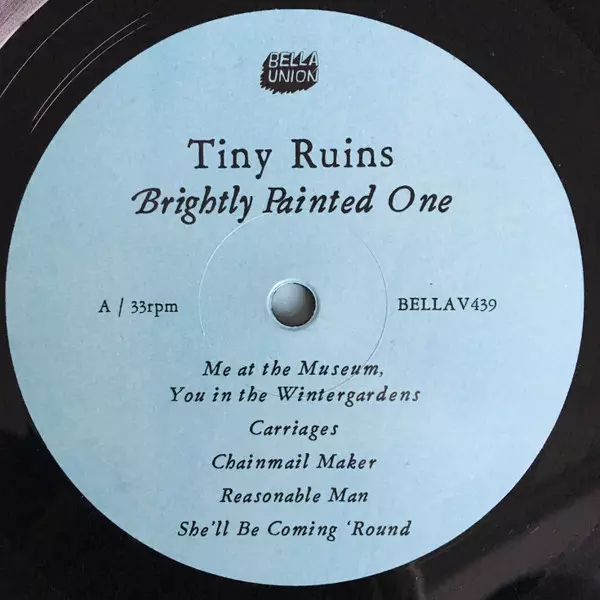 BELLA
UNION
Tiny Ruins
Brightly Painted One
A / 33rpm
BELLAV439
Me at the Museum,
You in the Wintergardens
Carriages
Chainmail Maker
Reasonable Man
She'll Be Coming ‘Round